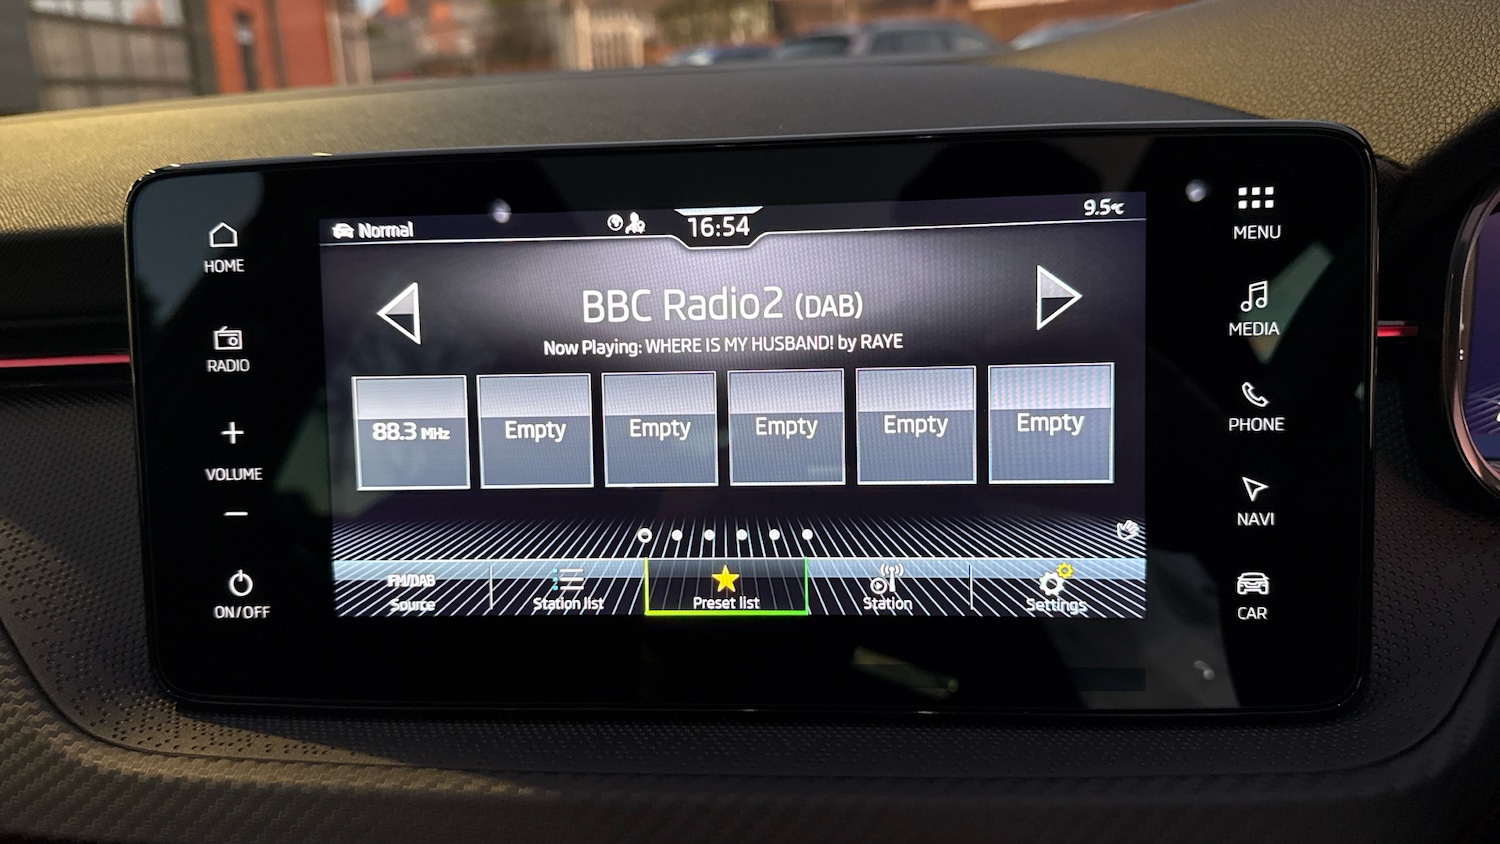 HOME
RADIO
+
VOLUME
−
ON/OFF
Normal
16:54
9.5°C
BBC Radio2 (DAB)
Now Playing: WHERE IS MY HUSBAND! by RAYE
88.3 MHz
Empty
Empty
Empty
Empty
Empty
FM/DAB
Source
Station list
Preset list
Station
Settings
MENU
MEDIA
PHONE
NAVI
CAR